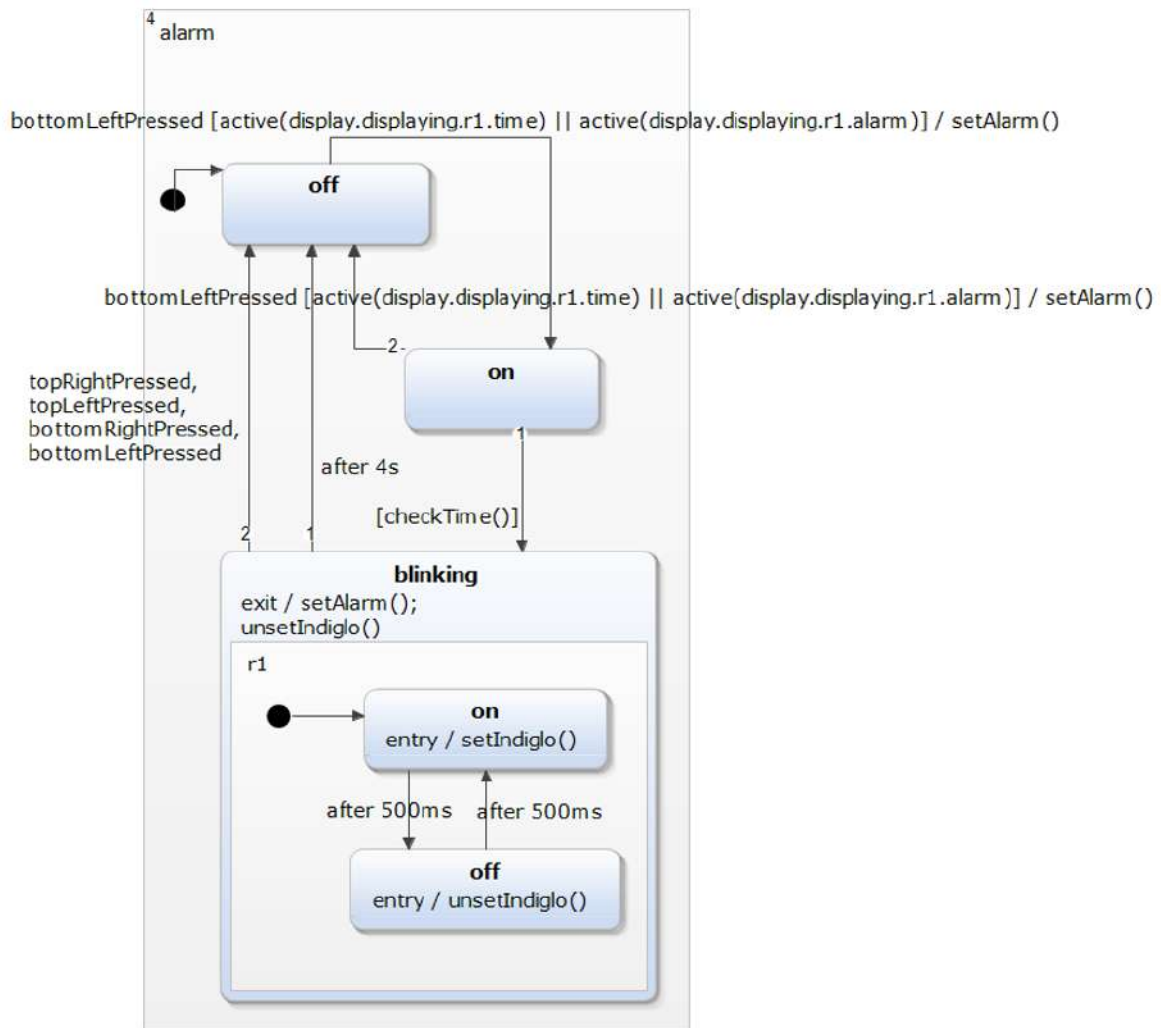 4
alarm
bottomLeftPressed [active(display.displaying.r1.time) || active(display.displaying.r1.alarm)] / setAlarm()
off
bottomLeftPressed [active(display.displaying.r1.time) || active(display.displaying.r1.alarm)] / setAlarm()
2
on
topRightPressed,
topLeftPressed,
bottomRightPressed,
bottomLeftPressed
1
after 4s
[checkTime()]
2
1
blinking
exit / setAlarm();
unsetIndiglo()
r1
on
entry / setIndiglo()
after 500ms
after 500ms
off
entry / unsetIndiglo()